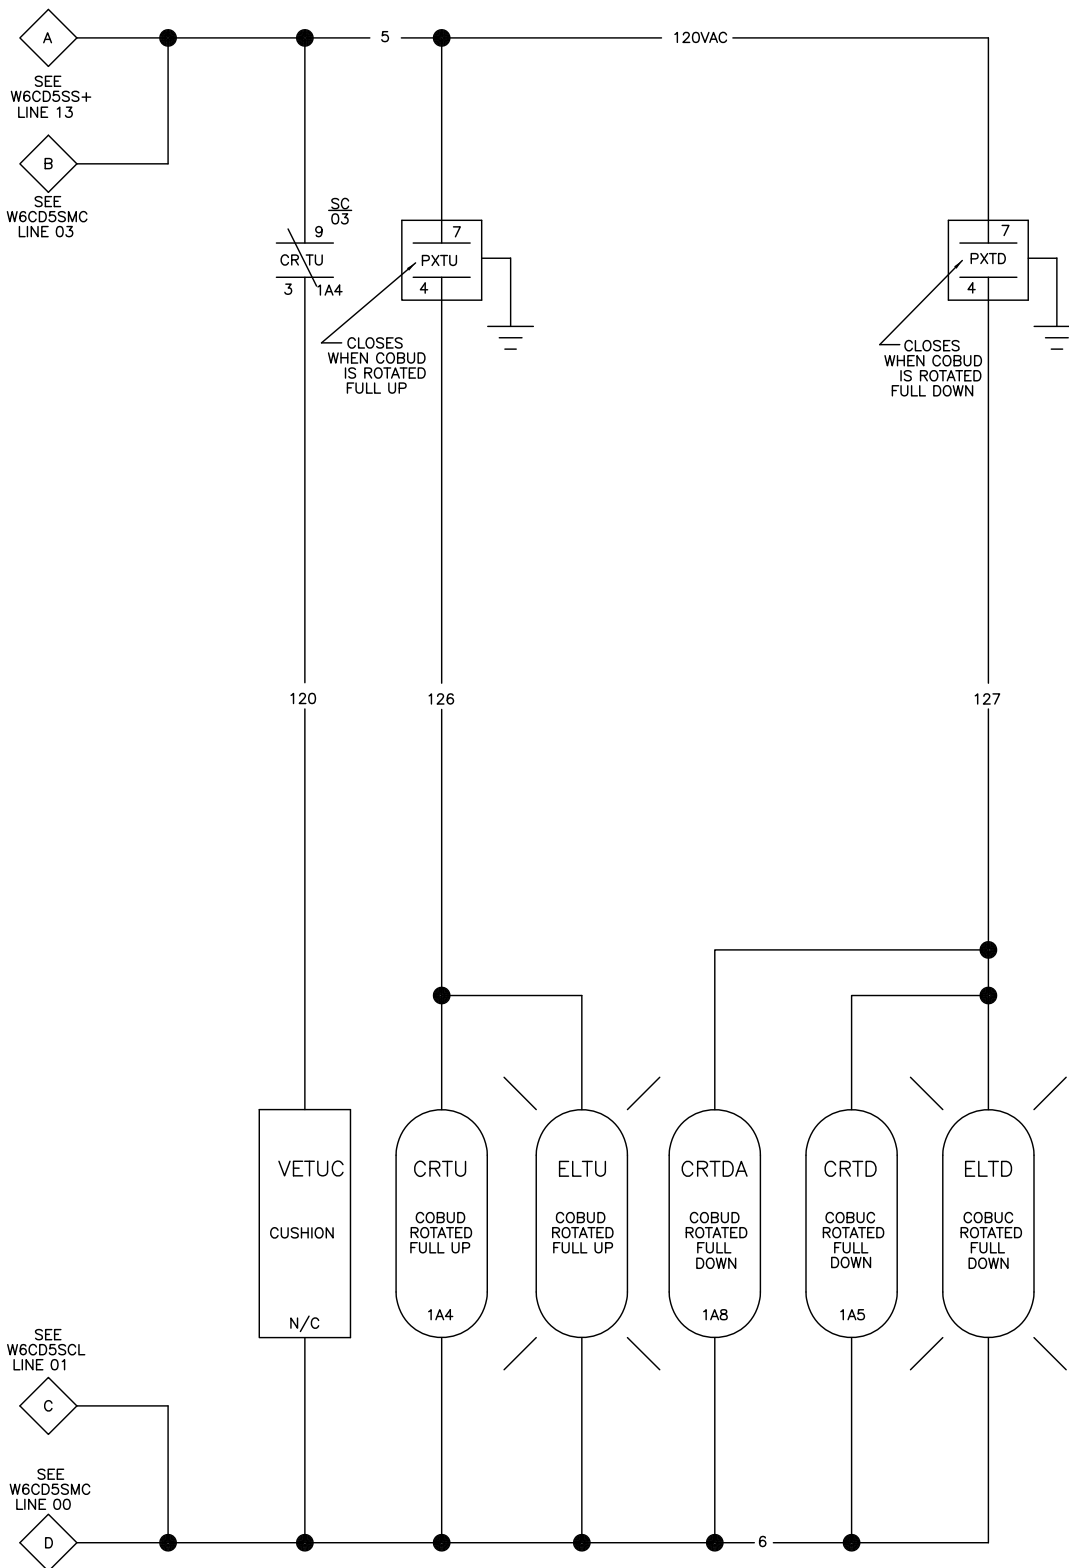 A
5
120VAC
SEE
W6CD5SS+
LINE 13
B
SEE
W6CD5SMC
LINE 03
SC
03
9
CR TU
3
1A4
7
PXTU
4
CLOSES
WHEN COBUD
IS ROTATED
FULL UP
7
PXTD
4
CLOSES
WHEN COBUD
IS ROTATED
FULL DOWN
120
126
127
VETUC
CUSHION
N/C
CRTU
COBUD
ROTATED
FULL UP
1A4
ELTU
COBUD
ROTATED
FULL UP
CRTDA
COBUD
ROTATED
FULL
DOWN
1A8
CRTD
COBUC
ROTATED
FULL
DOWN
1A5
ELTD
COBUC
ROTATED
FULL
DOWN
SEE
W6CD5SCL
LINE 01
C
SEE
W6CD5SMC
LINE 00
D
6